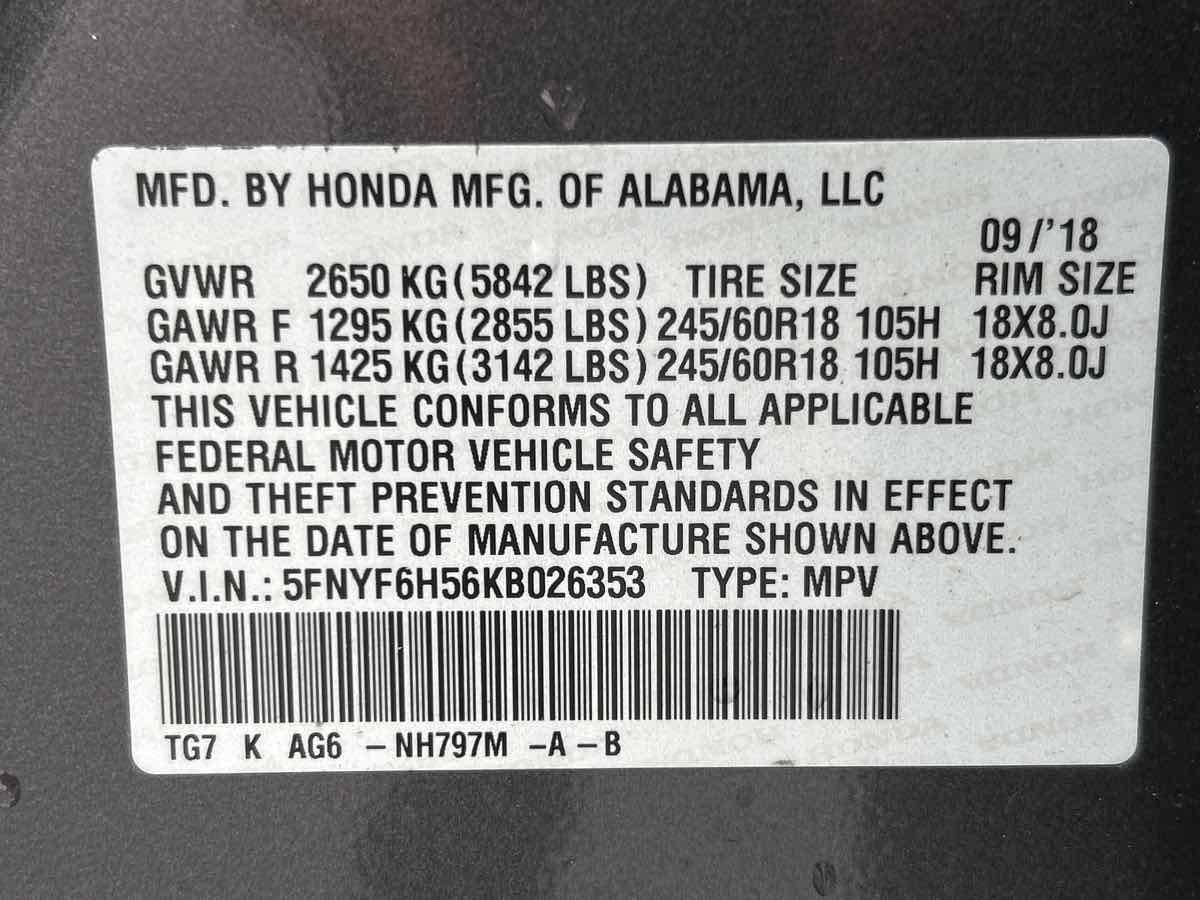 MFD. BY HONDA MFG. OF ALABAMA, LLC
09/'18
GVWR 2650 KG (5842 LBS) TIRE SIZE RIM SIZE
GAWR F 1295 KG (2855 LBS) 245/60R18 105H 18X8.0J
GAWR R 1425 KG (3142 LBS) 245/60R18 105H 18X8.0J
THIS VEHICLE CONFORMS TO ALL APPLICABLE
FEDERAL MOTOR VEHICLE SAFETY
AND THEFT PREVENTION STANDARDS IN EFFECT
ON THE DATE OF MANUFACTURE SHOWN ABOVE.
V.I.N.: 5FNYF6H56KB026353 TYPE: MPV
TG7 K AG6 -NH797M -A -B